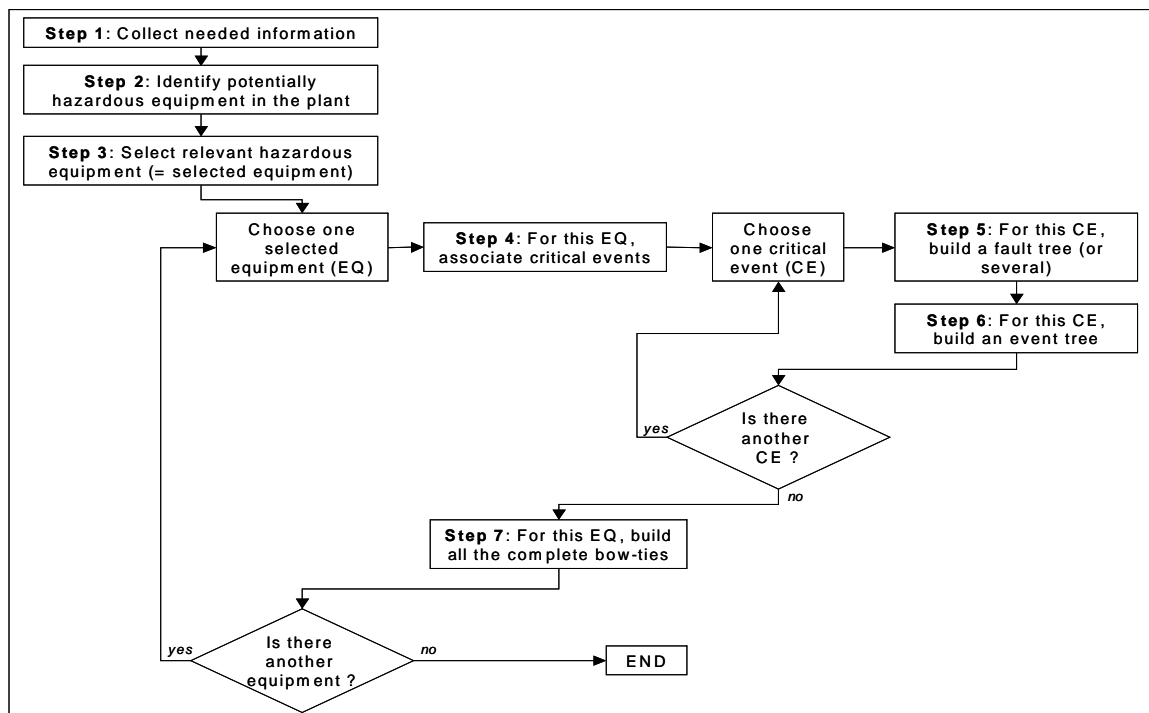 Step 1: Collect needed information
Step 2: Identify potentially
hazardous equipment in the plant
Step 3: Select relevant hazardous
equipment (= selected equipment)
Choose one
selected
equipment (EQ)
Step 4: For this EQ,
associate critical events
Choose
one critical
event (CE)
Step 5: For this CE,
build a fault tree (or
several)
Step 6: For this CE,
build an event tree
Is there
another
CE ?
yes
no
Step 7: For this EQ, build
all the complete bow-ties
Is there
another
equipment ?
yes
no
END